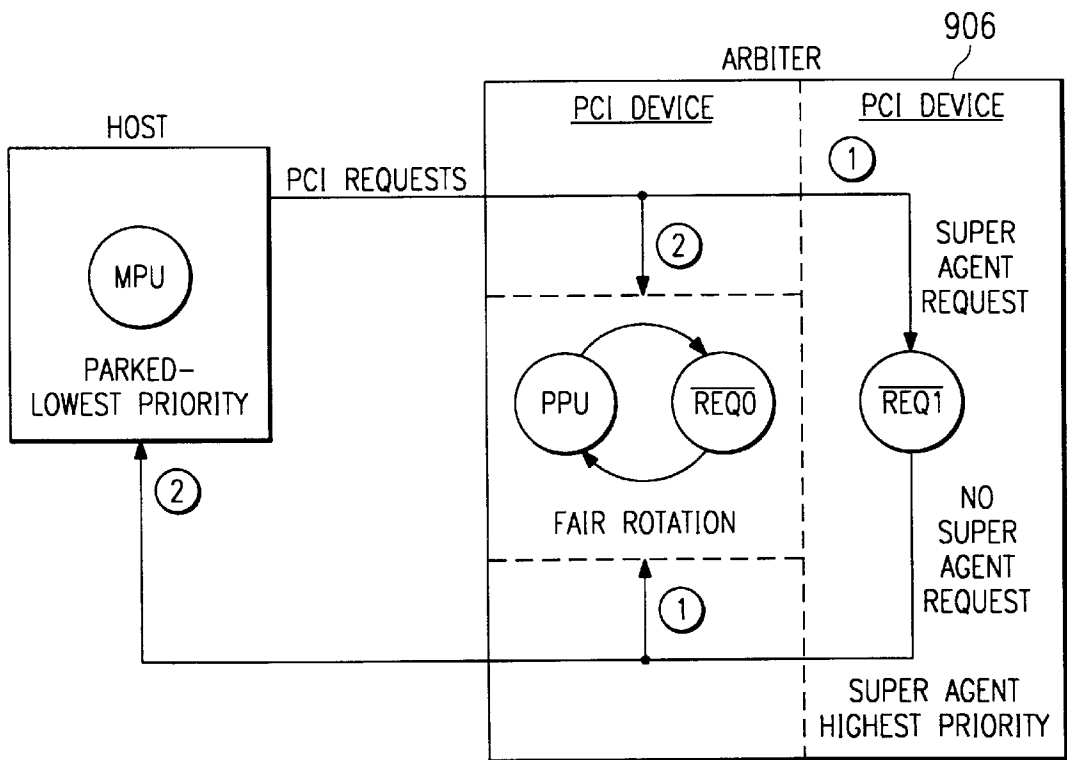 906
ARBITER
PCI DEVICE
PCI DEVICE
HOST
PCI REQUESTS
1
2
SUPER
AGENT
REQUEST
MPU
PARKED-
LOWEST PRIORITY
PPU
REQ0
REQ1
FAIR ROTATION
2
1
NO
SUPER
AGENT
REQUEST
SUPER AGENT
HIGHEST PRIORITY